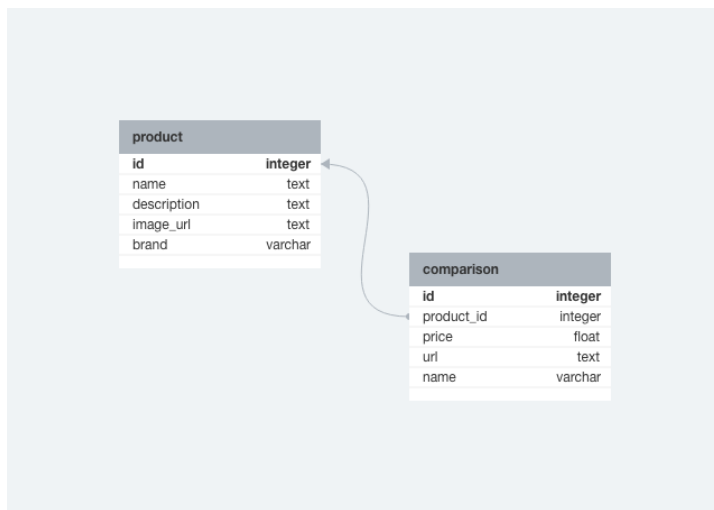 product
id integer
name text
description text
image_url text
brand varchar
comparison
id integer
product_id integer
price float
url text
name varchar